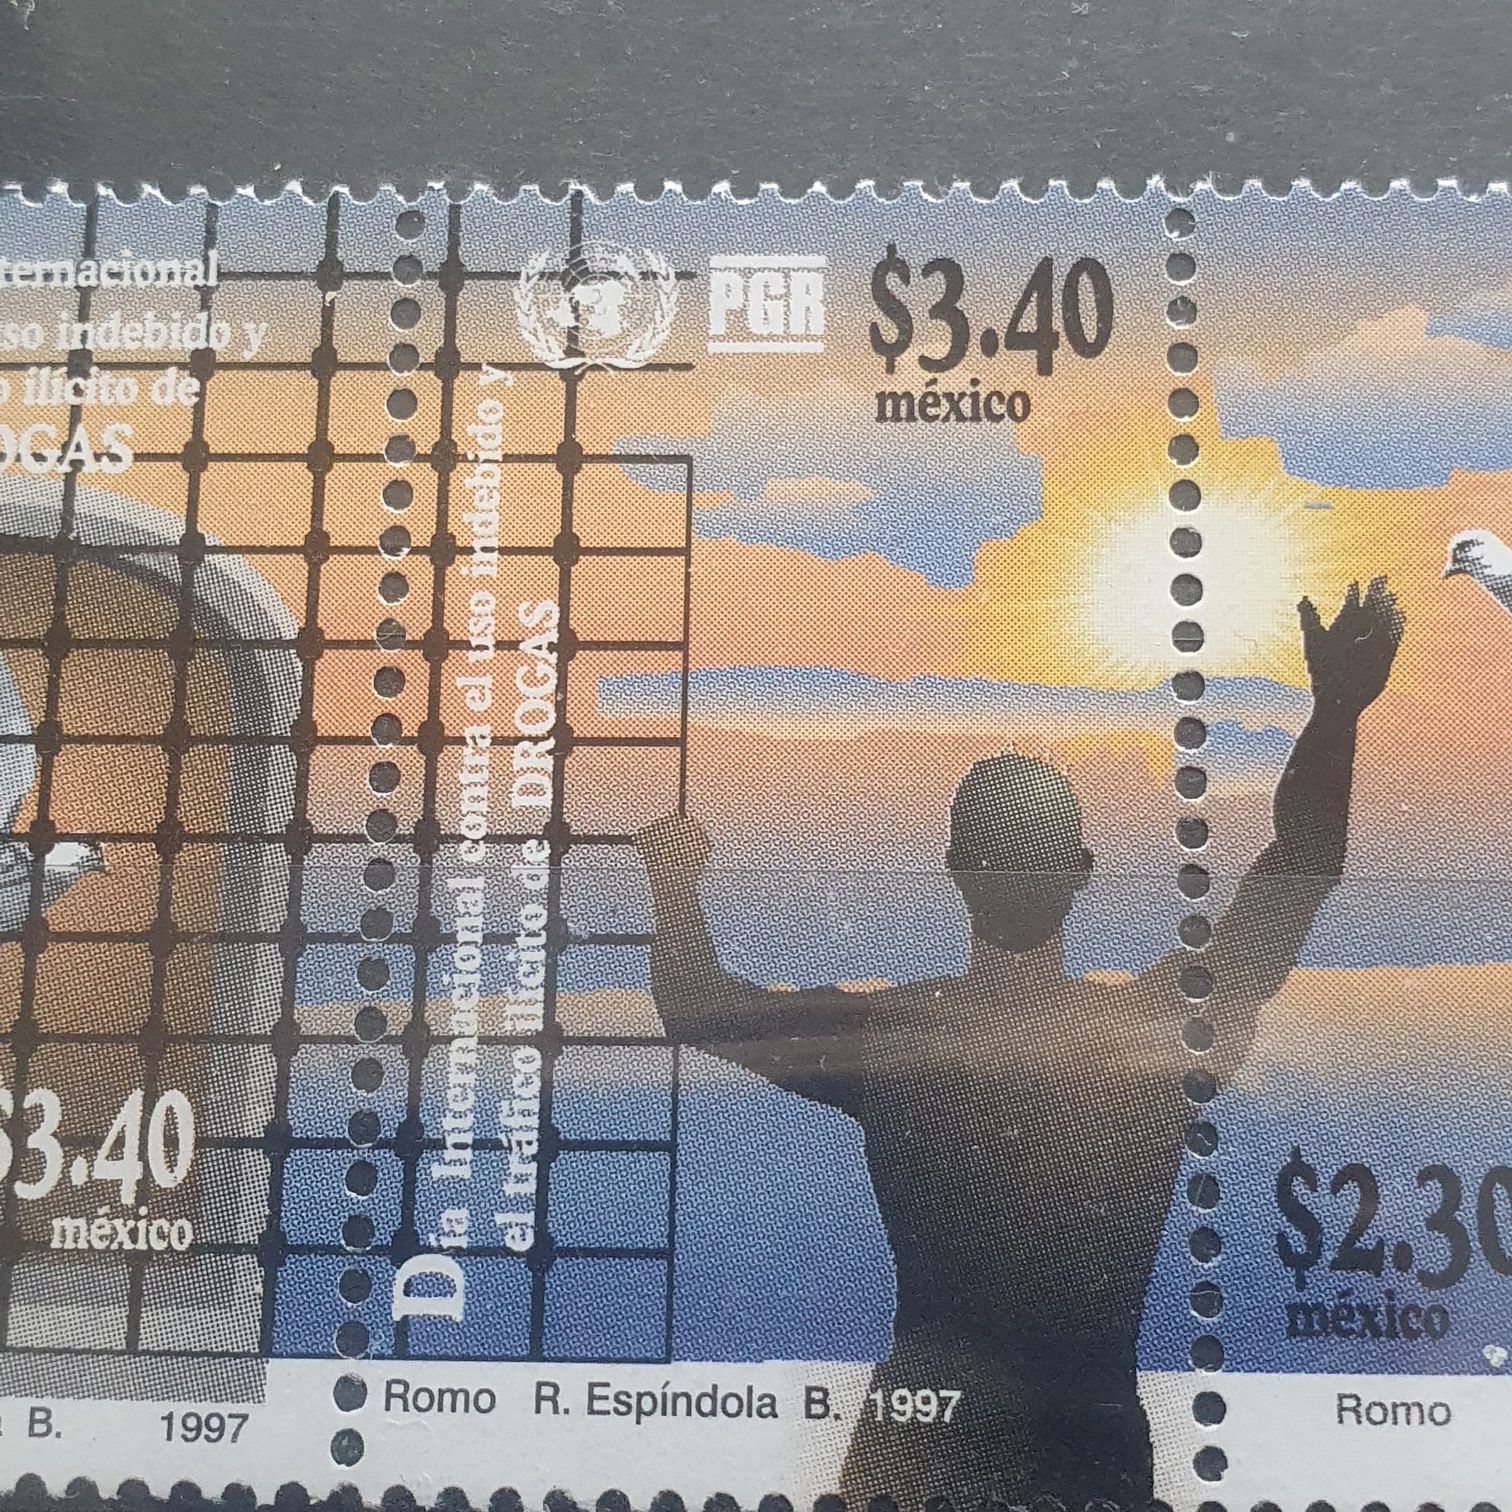 ternacional
so indebido y
o ilícito de
OGAS
$3.40
méxico
B. 1997
Día Internacional contra el uso indebido y
el tráfico ilícito de DROGAS
PGR
$3.40
méxico
Romo R. Espíndola B. 1997
$2.30
méxico
Romo